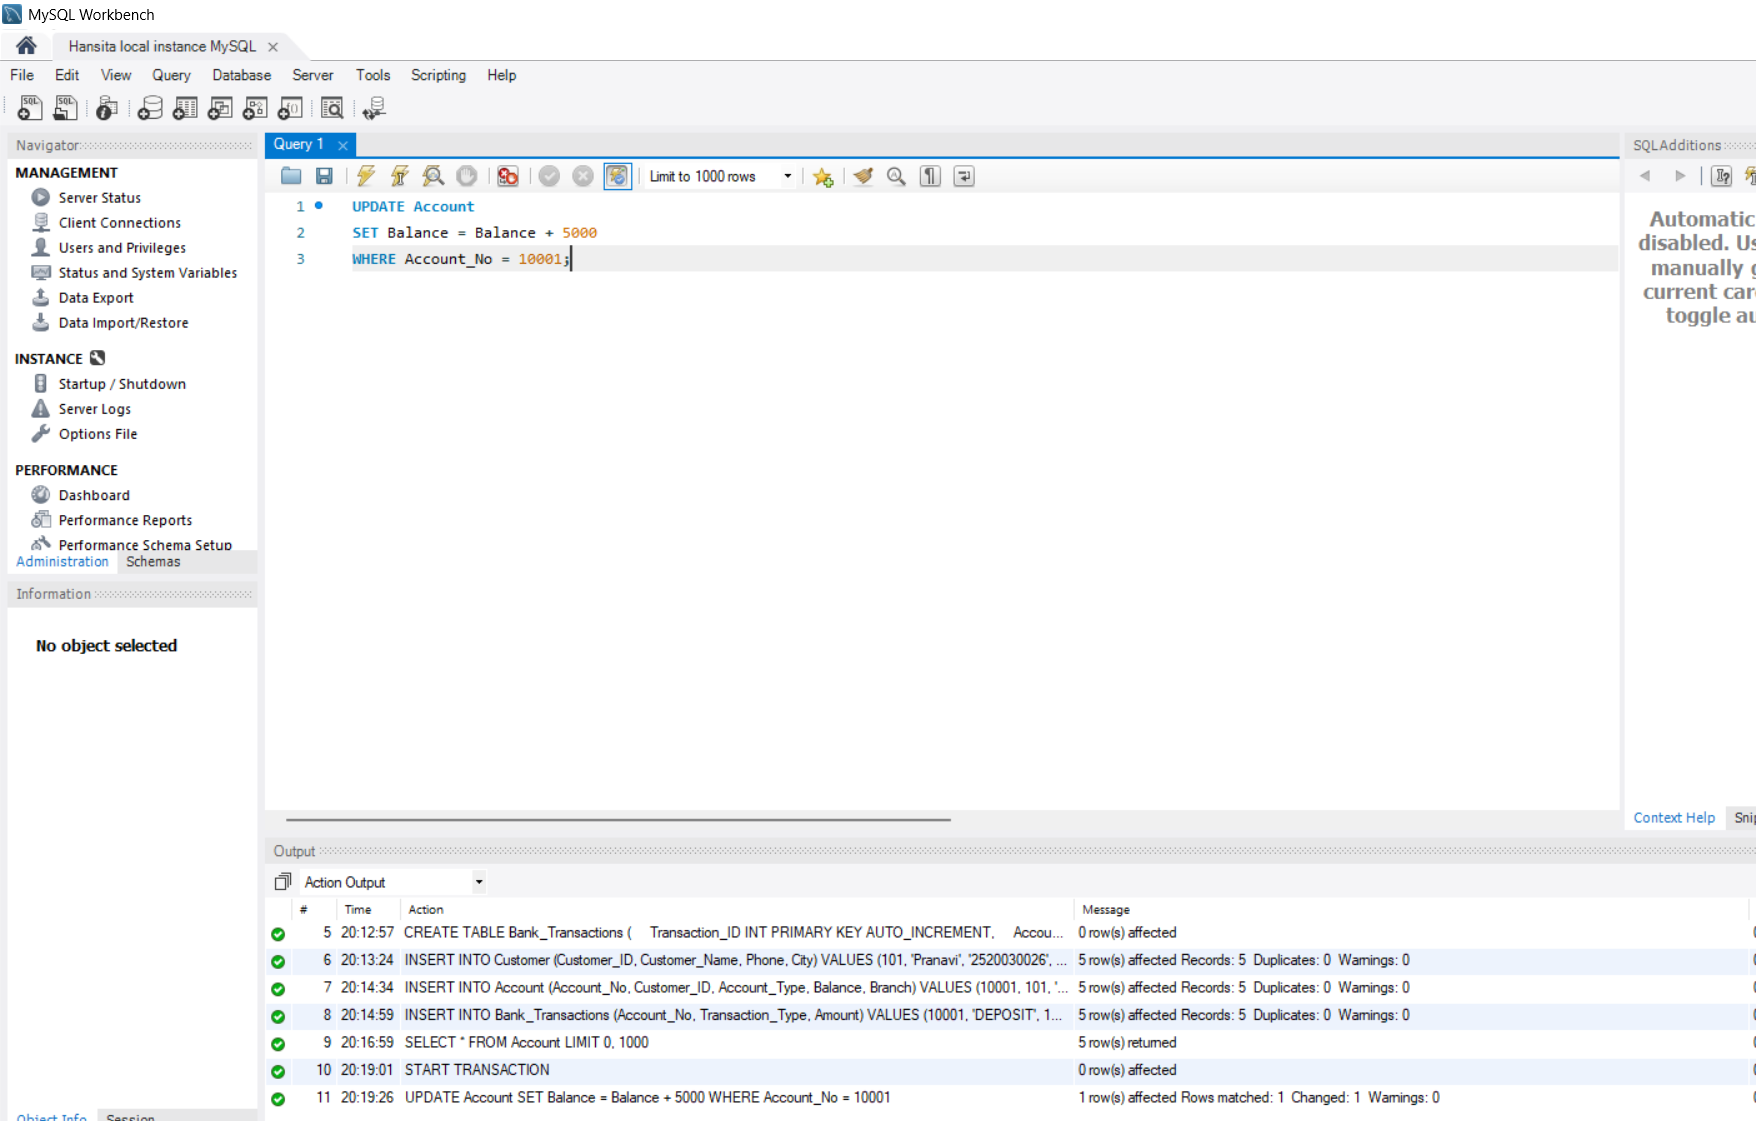 MySQL Workbench
Hansita local instance MySQL
File Edit View Query Database Server Tools Scripting Help
Navigator
MANAGEMENT
Server Status
Client Connections
Users and Privileges
Status and System Variables
Data Export
Data Import/Restore
INSTANCE
Startup / Shutdown
Server Logs
Options File
PERFORMANCE
Dashboard
Performance Reports
Performance Schema Setup
Administration Schemas
Information
No object selected
Object Info Session
Query 1
Limit to 1000 rows
1 UPDATE Account
2 SET Balance = Balance + 5000
3 WHERE Account_No = 10001;
SQLAdditions
Automatic
disabled. Us
manually g
current car
toggle au
Context Help Snip
Output
Action Output
# Time Action Message
5 20:12:57 CREATE TABLE Bank_Transactions ( Transaction_ID INT PRIMARY KEY AUTO_INCREMENT, Accou... 0 row(s) affected
6 20:13:24 INSERT INTO Customer (Customer_ID, Customer_Name, Phone, City) VALUES (101, 'Pranavi', '2520030026', ... 5 row(s) affected Records: 5 Duplicates: 0 Warnings: 0
7 20:14:34 INSERT INTO Account (Account_No, Customer_ID, Account_Type, Balance, Branch) VALUES (10001, 101, '... 5 row(s) affected Records: 5 Duplicates: 0 Warnings: 0
8 20:14:59 INSERT INTO Bank_Transactions (Account_No, Transaction_Type, Amount) VALUES (10001, 'DEPOSIT', 1... 5 row(s) affected Records: 5 Duplicates: 0 Warnings: 0
9 20:16:59 SELECT * FROM Account LIMIT 0, 1000 5 row(s) returned
10 20:19:01 START TRANSACTION 0 row(s) affected
11 20:19:26 UPDATE Account SET Balance = Balance + 5000 WHERE Account_No = 10001 1 row(s) affected Rows matched: 1 Changed: 1 Warnings: 0